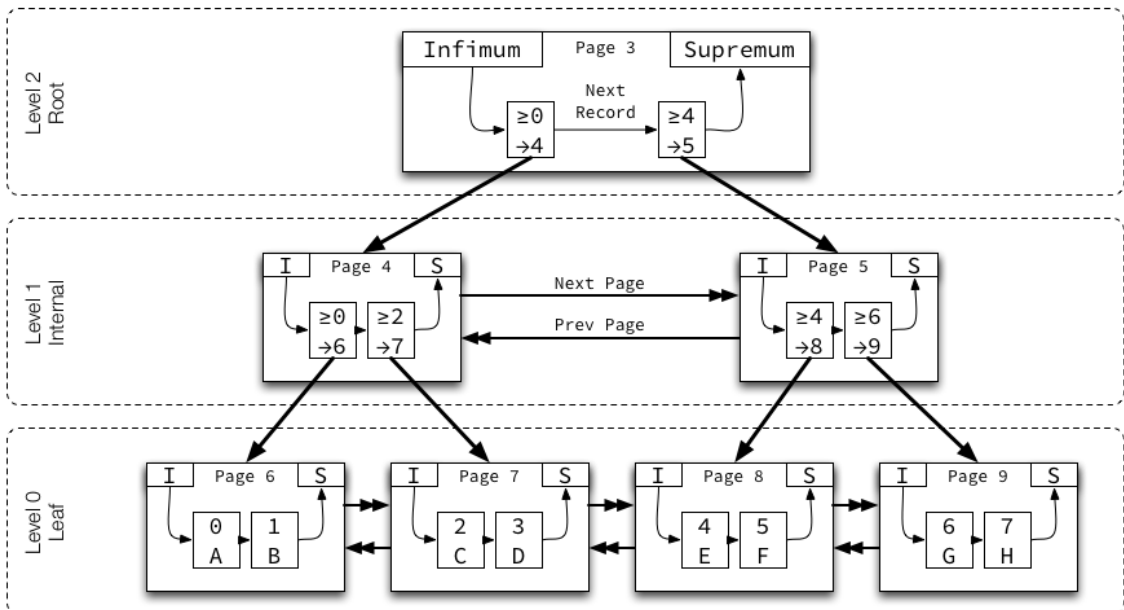 Level 2
Root
Infimum
Page 3
Supremum
Next
Record
≥0
→4
≥4
→5
Level 1
Internal
I
Page 4
S
≥0
→6
≥2
→7
Next Page
Prev Page
I
Page 5
S
≥4
→8
≥6
→9
Level 0
Leaf
I
Page 6
S
0
A
1
B
I
Page 7
S
2
C
3
D
I
Page 8
S
4
E
5
F
I
Page 9
S
6
G
7
H